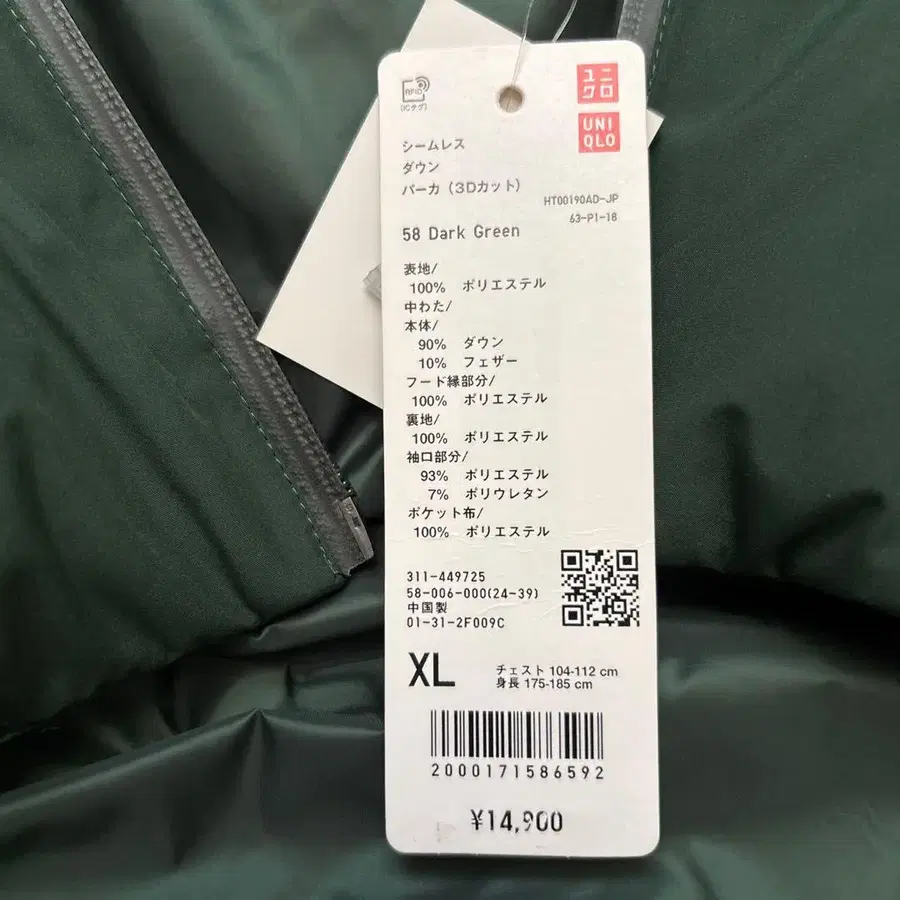 RFID
(ICタグ)
ユニ
クロ
UNI
QLO
シームレス
ダウン
パーカ(3Dカット)
HT00190AD-JP
63-P1-18
58 Dark Green
表地/
100% ポリエステル
中わた/
本体/
90% ダウン
10% フェザー
フード縁部分/
100% ポリエステル
裏地/
100% ポリエステル
袖口部分/
93% ポリエステル
7% ポリウレタン
ポケット布/
100% ポリエステル
311-449725
58-006-000(24-39)
中国製
01-31-2F009C
XL
チェスト 104-112 cm
身長 175-185 cm
2000171586592
¥14,900